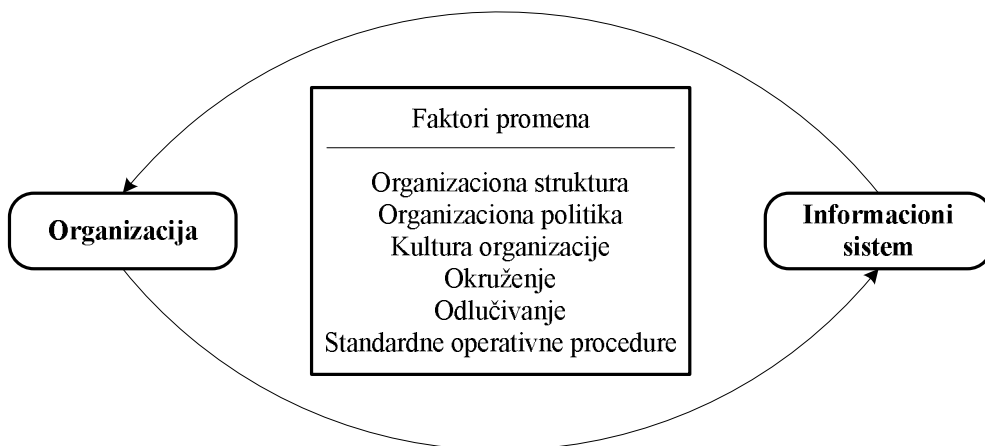 Faktori promena
Organizaciona struktura
Organizaciona politika
Kultura organizacije
Okruženje
Odlučivanje
Standardne operativne procedure
Organizacija
Informacioni
sistem